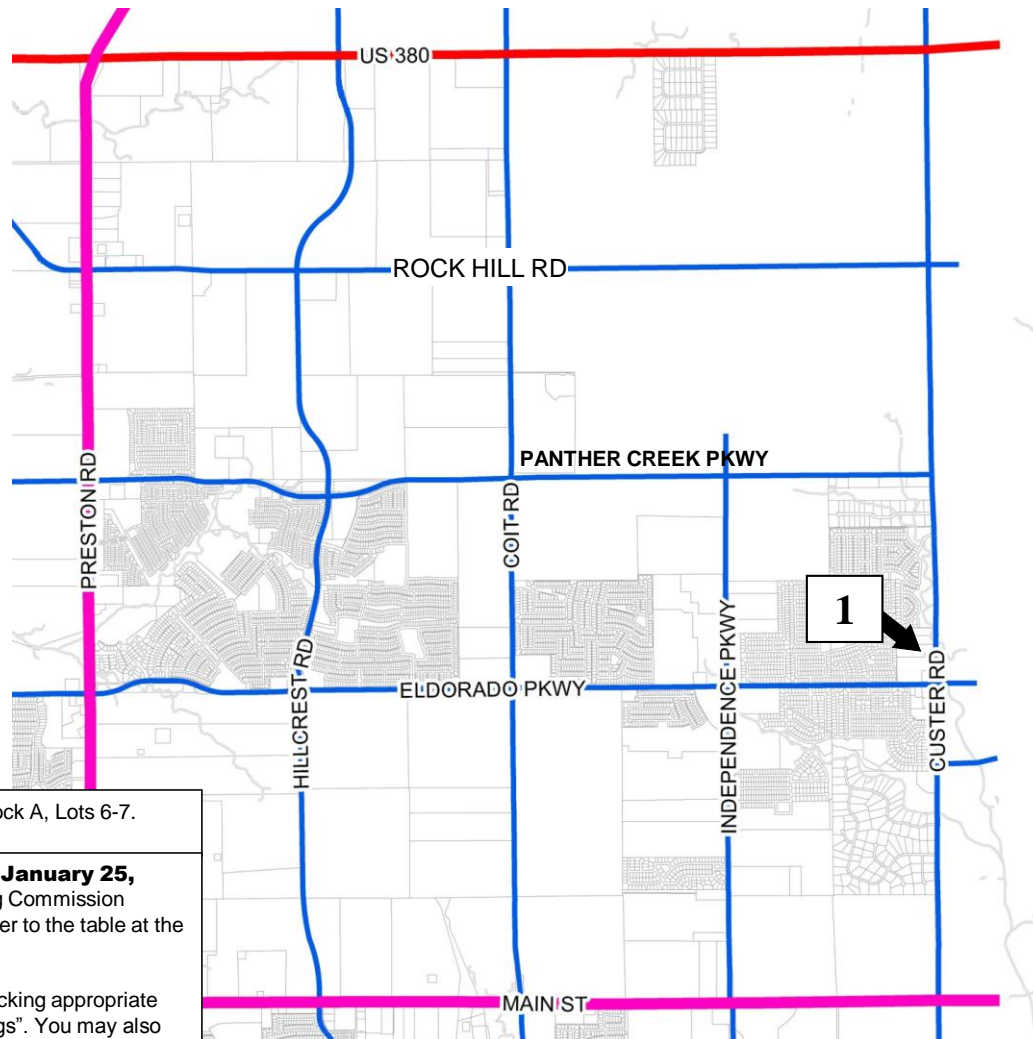 US 380
ROCK HILL RD
PANTHER CREEK PKWY
PRESTON RD
COIT RD
1
HILLCREST RD
ELDORADO PKWY
INDEPENDENCE PKWY
CUSTER RD
ck A, Lots 6-7.
January 25,
g Commission
er to the table at the
cking appropriate
gs”. You may also
MAIN ST